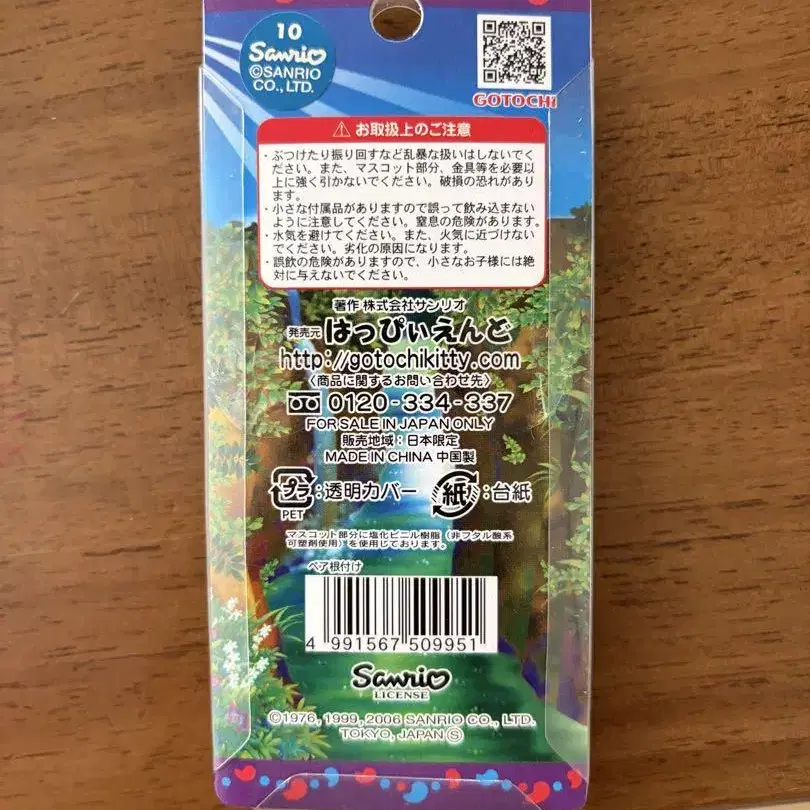 10
Sanrio
©SANRIO
CO., LTD.
GOTOCHi
⚠お取扱上のご注意
・ぶつけたり振り回すなど乱暴な扱いはしないでくだ
さい。また、マスコット部分、金具等を必要以
上に強く引かないでください。破損の恐れがありま
す。
・小さな付属品がありますので誤って飲み込まない
ように注意してください。窒息の危険があります。
・水気を避けてください。また、火気に近づけない
でください。劣化の原因になります。
・誤飲の危険がありますので、小さなお子様には絶
対に与えないでください。
著作 株式会社サンリオ
発売元 はっぴぃえんど
http://gotochikitty.com
〈商品に関するお問い合わせ先〉
0120-334-337
FOR SALE IN JAPAN ONLY
販売地域：日本限定
MADE IN CHINA 中国製
プラ：透明カバー 紙：台紙
PET
マスコット部分に塩化ビニル樹脂（非フタル酸系
可塑剤使用）を使用しております。
ペア根付け
4 991567 509951
Sanrio
LICENSE
©1976, 1999, 2006 SANRIO CO., LTD.
TOKYO, JAPAN Ⓢ